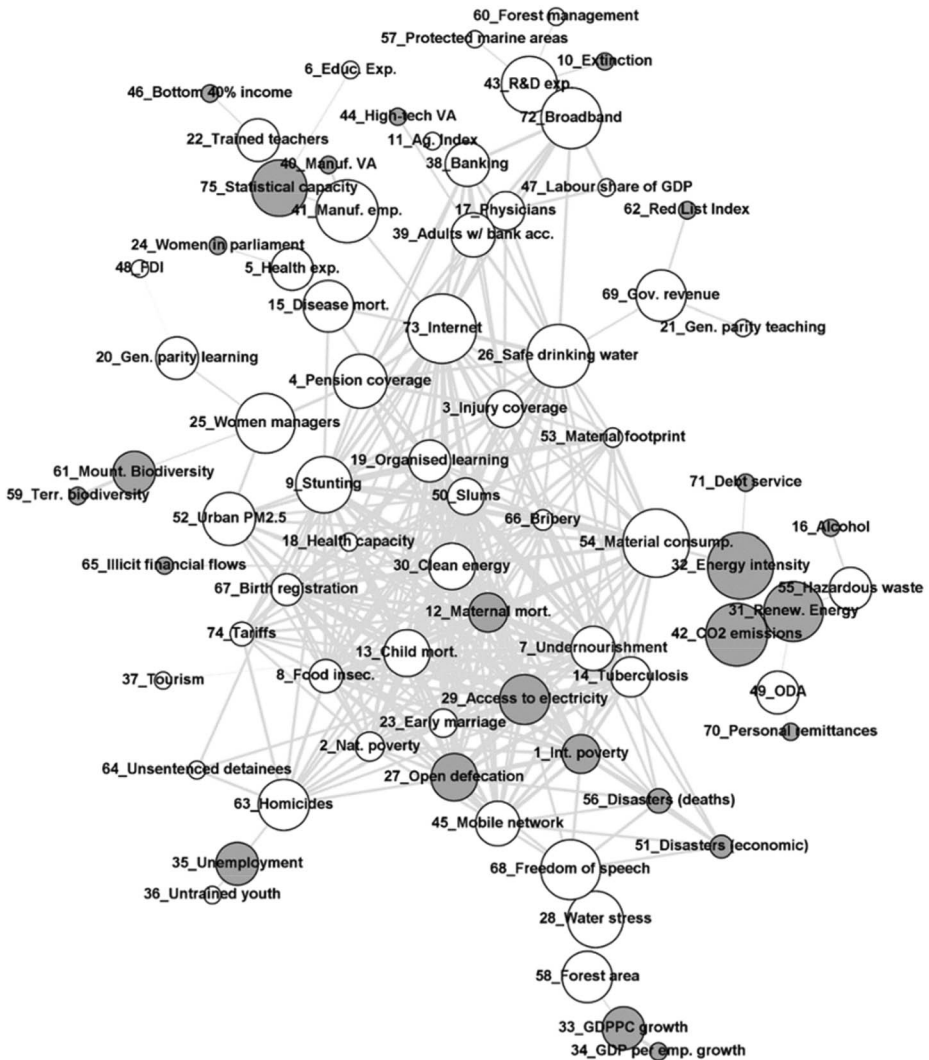 60_Forest management
57_Protected marine areas
10_Extinction
6_Educ. Exp.
43_R&D exp.
46_Bottom 40% income
44_High-tech VA
72_Broadband
22_Trained teachers
11_Ag. Index
40_Manuf. VA
38_Banking
75_Statistical capacity
47_Labour share of GDP
41_Manuf. emp.
17_Physicians
62_Red List Index
39_Adults w/ bank acc.
24_Women in parliament
48_FDI
5_Health exp.
15_Disease mort.
69_Gov. revenue
73_Internet
21_Gen. parity teaching
20_Gen. parity learning
26_Safe drinking water
4_Pension coverage
3_Injury coverage
25_Women managers
53_Material footprint
19_Organised learning
61_Mount. Biodiversity
9_Stunting
71_Debt service
59_Terr. biodiversity
50_Slums
52_Urban PM2.5
66_Bribery
16_Alcohol
18_Health capacity
54_Material consump.
65_Illicit financial flows
30_Clean energy
32_Energy intensity
67_Birth registration
55_Hazardous waste
12_Maternal mort.
31_Renew. Energy
74_Tariffs
42_CO2 emissions
7_Undernourishment
13_Child mort.
37_Tourism
8_Food insec.
14_Tuberculosis
29_Access to electricity
49_ODA
23_Early marriage
70_Personal remittances
2_Nat. poverty
1_Int. poverty
64_Unsentenced detainees
27_Open defecation
63_Homicides
56_Disasters (deaths)
45_Mobile network
51_Disasters (economic)
35_Unemployment
68_Freedom of speech
36_Untrained youth
28_Water stress
58_Forest area
33_GDPPC growth
34_GDP per emp. growth